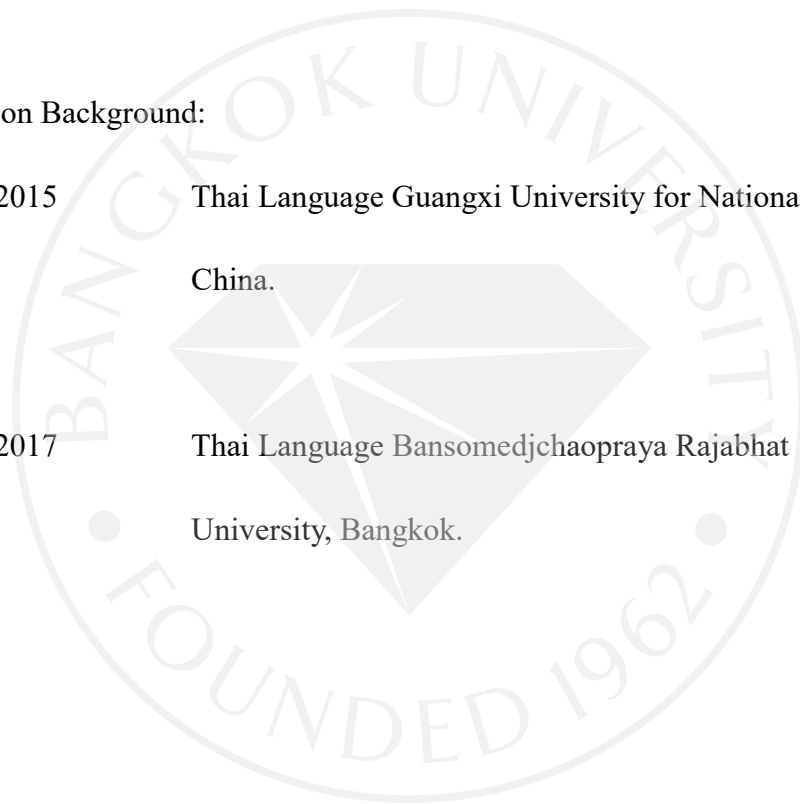 on Background:
2015 Thai Language Guangxi University for Nationa
China.
2017 Thai Language Bansomedjchaopraya Rajabhat
University, Bangkok.
BANGKOK UNIVERSITY
FOUNDED 1962